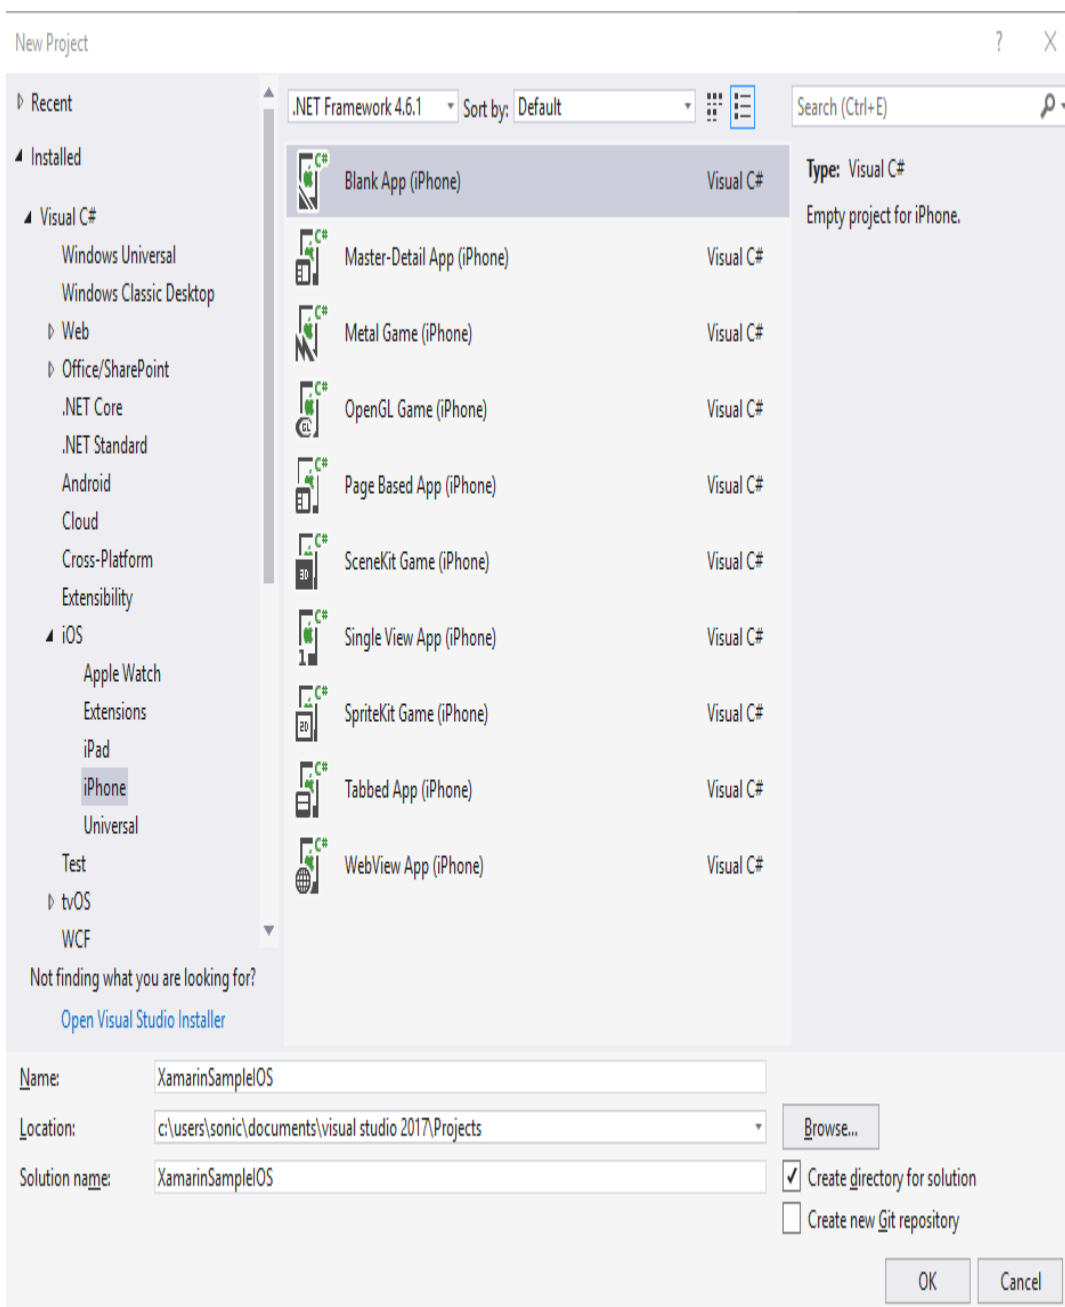 New Project
?
Recent
Installed
Visual C#
Windows Universal
Windows Classic Desktop
Web
Office/SharePoint
.NET Core
.NET Standard
Android
Cloud
Cross-Platform
Extensibility
iOS
Apple Watch
Extensions
iPad
iPhone
Universal
Test
tvOS
WCF
Not finding what you are looking for?
Open Visual Studio Installer
.NET Framework 4.6.1 Sort by: Default
Blank App (iPhone) Visual C#
Master-Detail App (iPhone) Visual C#
Metal Game (iPhone) Visual C#
OpenGL Game (iPhone) Visual C#
Page Based App (iPhone) Visual C#
SceneKit Game (iPhone) Visual C#
Single View App (iPhone) Visual C#
SpriteKit Game (iPhone) Visual C#
Tabbed App (iPhone) Visual C#
WebView App (iPhone) Visual C#
Search (Ctrl+E)
Type: Visual C#
Empty project for iPhone.
Name: XamarinSampleIOS
Location: c:\users\sonic\documents\visual studio 2017\Projects
Browse...
Solution name: XamarinSampleIOS
Create directory for solution
Create new Git repository
OK Cancel